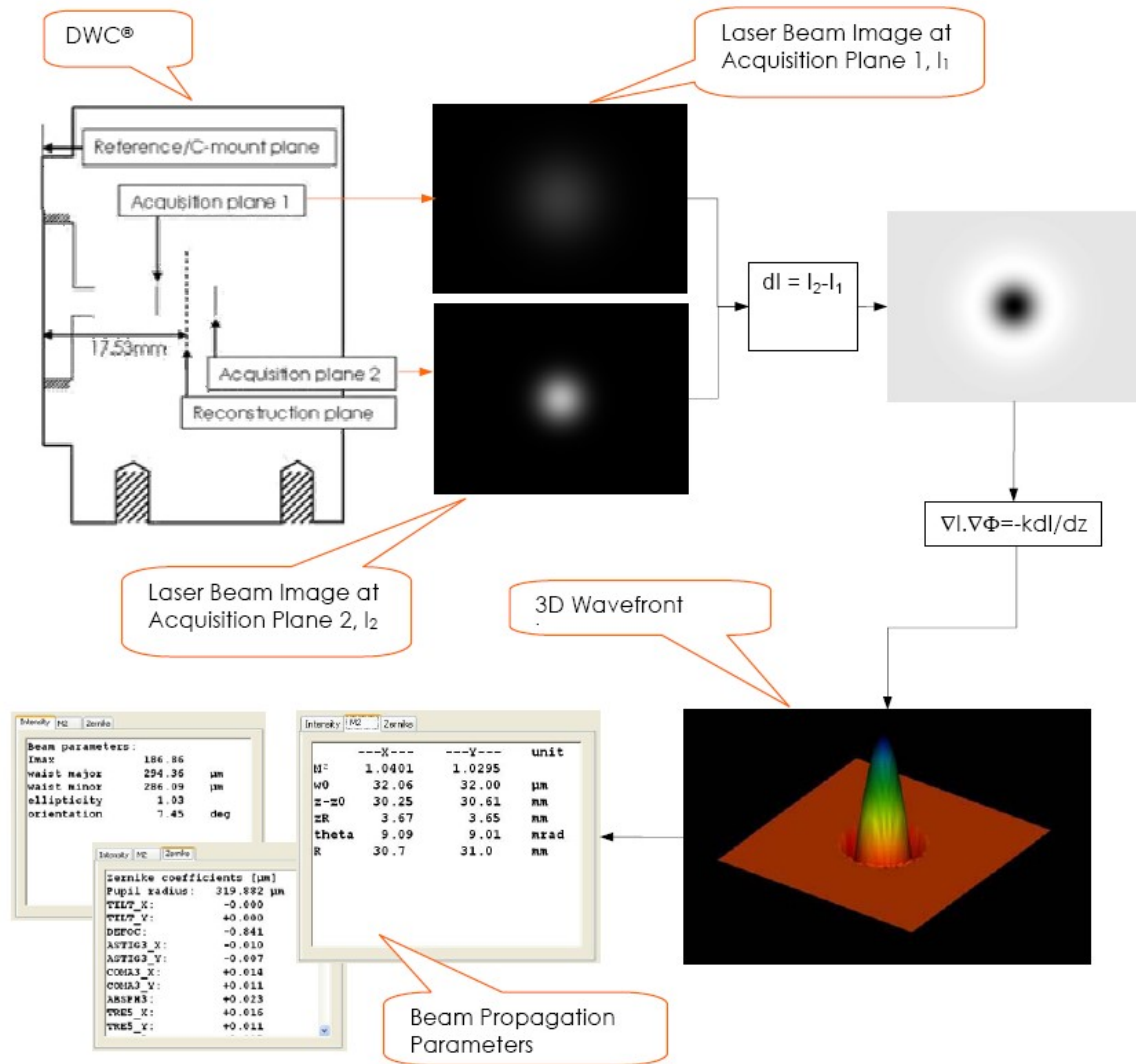 DWC®
Laser Beam Image at
Acquisition Plane 1, I₁
Reference/C-mount plane
Acquisition plane 1
17.53mm
Acquisition plane 2
Reconstruction plane
dI = I₂-I₁
∇I.∇Φ=-kdI/dz
Laser Beam Image at
Acquisition Plane 2, I₂
3D Wavefront
Intensity M2 Zernike
Beam parameters:
Imax 186.86
waist major 294.36 µm
waist minor 286.09 µm
ellipticity 1.03
orientation 7.45 deg
Intensity M2 Zernike
Zernike coefficients [µm]
Pupil radius: 319.882 µm
TILT_X: -0.000
TILT_Y: +0.000
DEFOC: -0.841
ASTIG3_X: -0.010
ASTIG3_Y: -0.007
COMA3_X: +0.014
COMA3_Y: +0.011
ABSPH3: +0.023
TRE5_X: +0.016
TRE5_Y: +0.011
Intensity M2 Zernike
---X--- ---Y--- unit
M² 1.0401 1.0295
w0 32.06 32.00 µm
z-z0 30.25 30.61 mm
zR 3.67 3.65 mm
theta 9.09 9.01 mrad
R 30.7 31.0 mm
Beam Propagation
Parameters